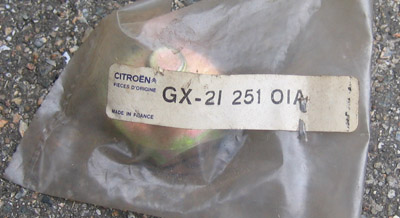 CITROËN
PIECES D'ORIGINE
GX-21 251 01A
MADE IN FRANCE